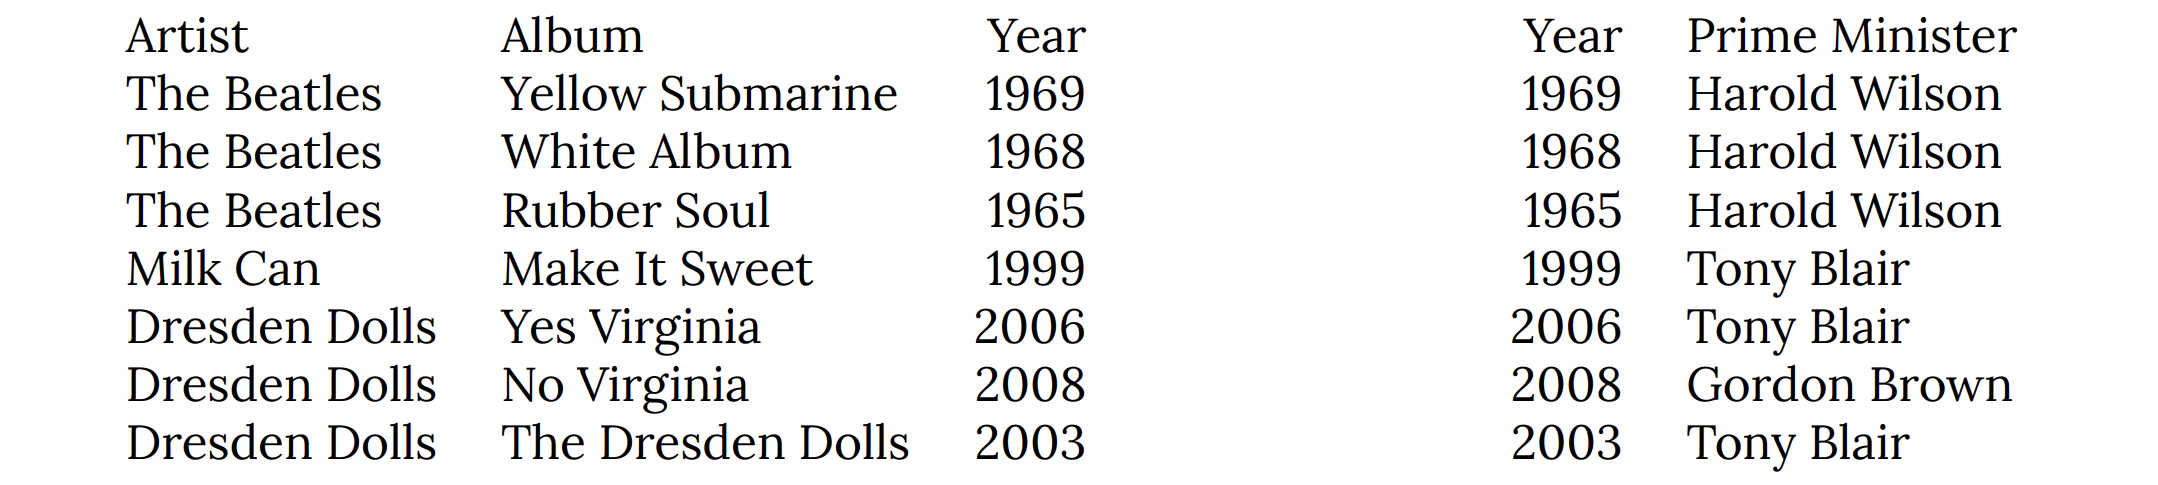 Artist Album Year Year Prime Minister
The Beatles Yellow Submarine 1969 1969 Harold Wilson
The Beatles White Album 1968 1968 Harold Wilson
The Beatles Rubber Soul 1965 1965 Harold Wilson
Milk Can Make It Sweet 1999 1999 Tony Blair
Dresden Dolls Yes Virginia 2006 2006 Tony Blair
Dresden Dolls No Virginia 2008 2008 Gordon Brown
Dresden Dolls The Dresden Dolls 2003 2003 Tony Blair